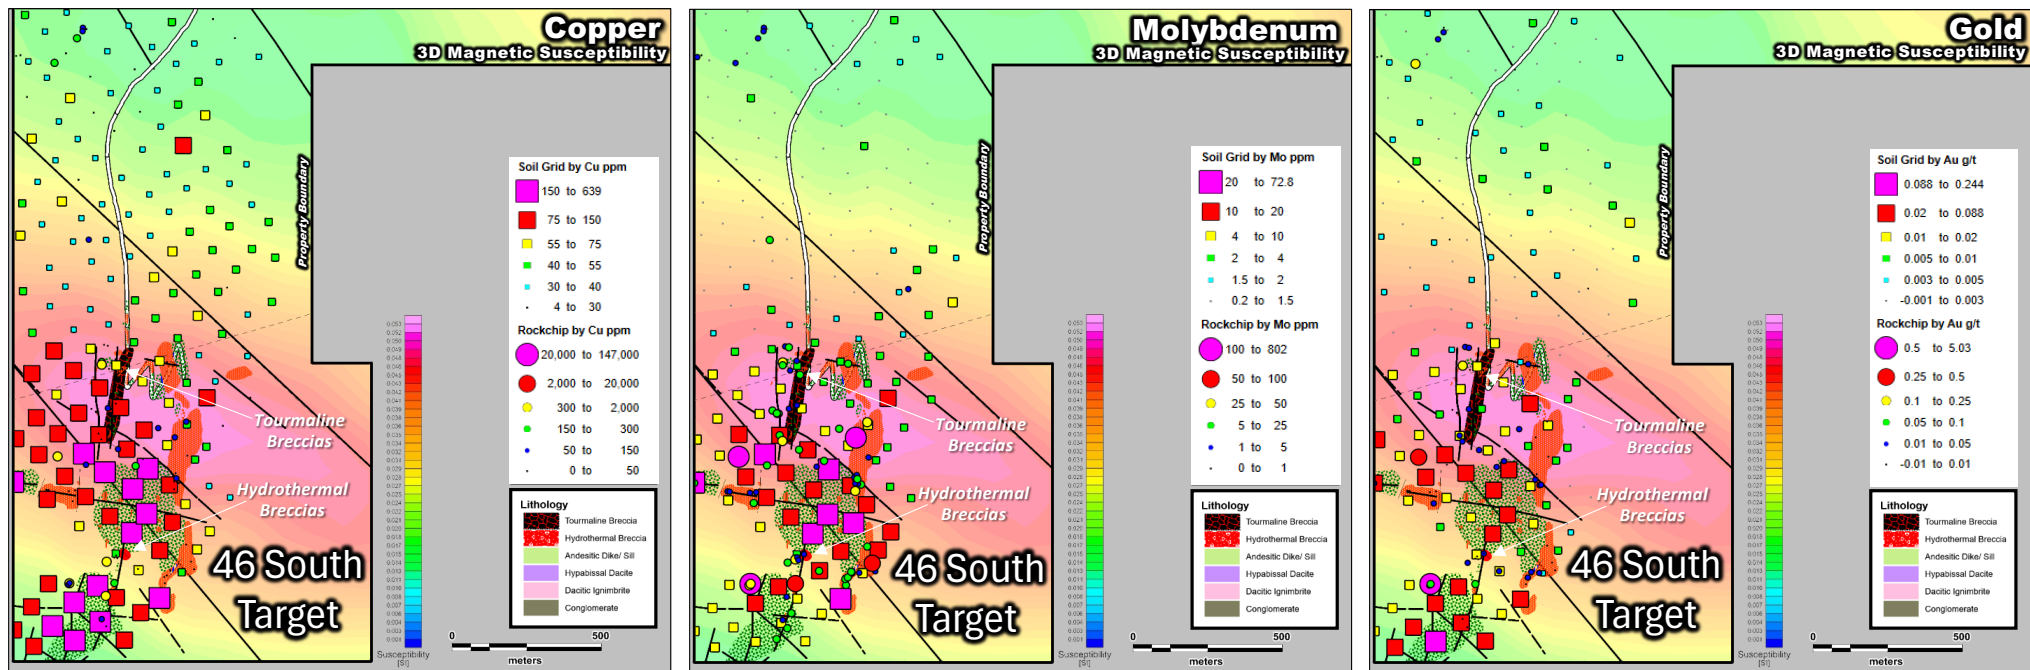 Copper
3D Magnetic Susceptibility
Property Boundary
Soil Grid by Cu ppm
150 to 639
75 to 150
55 to 75
40 to 55
30 to 40
4 to 30
Rockchip by Cu ppm
20,000 to 147,000
2,000 to 20,000
300 to 2,000
150 to 300
50 to 150
0 to 50
Lithology
Tourmaline Breccia
Hydrothermal Breccia
Andesitic Dike/ Sill
Hypabissal Dacite
Dacitic Ignimbrite
Conglomerate
Tourmaline
Breccias
Hydrothermal
Breccias
46 South
Target
Susceptibility
[SI]
0 500
meters
Molybdenum
3D Magnetic Susceptibility
Property Boundary
Soil Grid by Mo ppm
20 to 72.8
10 to 20
4 to 10
2 to 4
1.5 to 2
0.2 to 1.5
Rockchip by Mo ppm
100 to 802
50 to 100
25 to 50
5 to 25
1 to 5
0 to 1
Lithology
Tourmaline Breccia
Hydrothermal Breccia
Andesitic Dike/ Sill
Hypabissal Dacite
Dacitic Ignimbrite
Conglomerate
Tourmaline
Breccias
Hydrothermal
Breccias
46 South
Target
Susceptibility
[SI]
0 500
meters
Gold
3D Magnetic Susceptibility
Property Boundary
Soil Grid by Au g/t
0.088 to 0.244
0.02 to 0.088
0.01 to 0.02
0.005 to 0.01
0.003 to 0.005
-0.001 to 0.003
Rockchip by Au g/t
0.5 to 5.03
0.25 to 0.5
0.1 to 0.25
0.05 to 0.1
0.01 to 0.05
-0.01 to 0.01
Lithology
Tourmaline Breccia
Hydrothermal Breccia
Andesitic Dike/ Sill
Hypabissal Dacite
Dacitic Ignimbrite
Conglomerate
Tourmaline
Breccias
Hydrothermal
Breccias
46 South
Target
Susceptibility
[SI]
0 500
meters